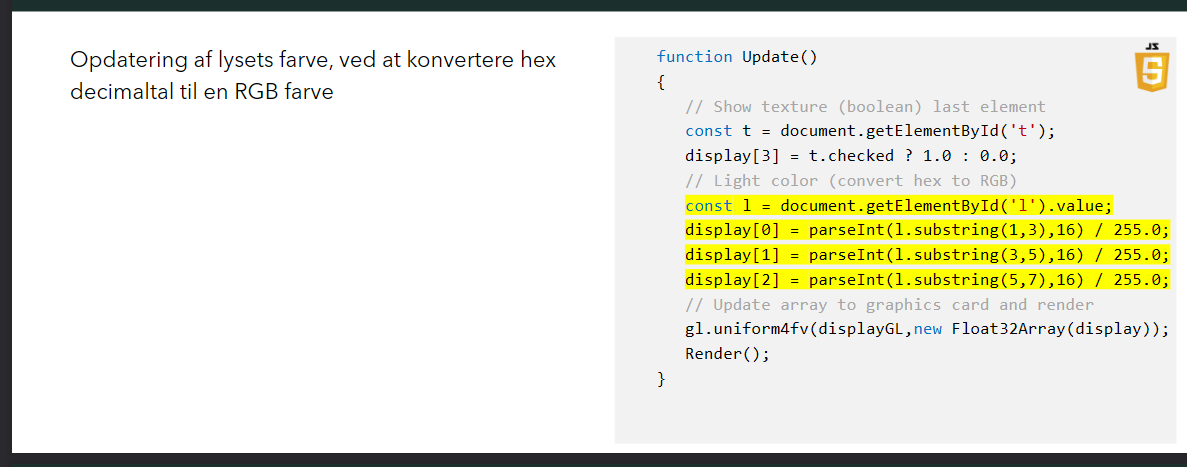 Opdatering af lysets farve, ved at konvertere hex
decimaltal til en RGB farve
JS
function Update()
{
// Show texture (boolean) last element
const t = document.getElementById('t');
display[3] = t.checked ? 1.0 : 0.0;
// Light color (convert hex to RGB)
const l = document.getElementById('l').value;
display[0] = parseInt(l.substring(1,3),16) / 255.0;
display[1] = parseInt(l.substring(3,5),16) / 255.0;
display[2] = parseInt(l.substring(5,7),16) / 255.0;
// Update array to graphics card and render
gl.uniform4fv(displayGL,new Float32Array(display));
Render();
}